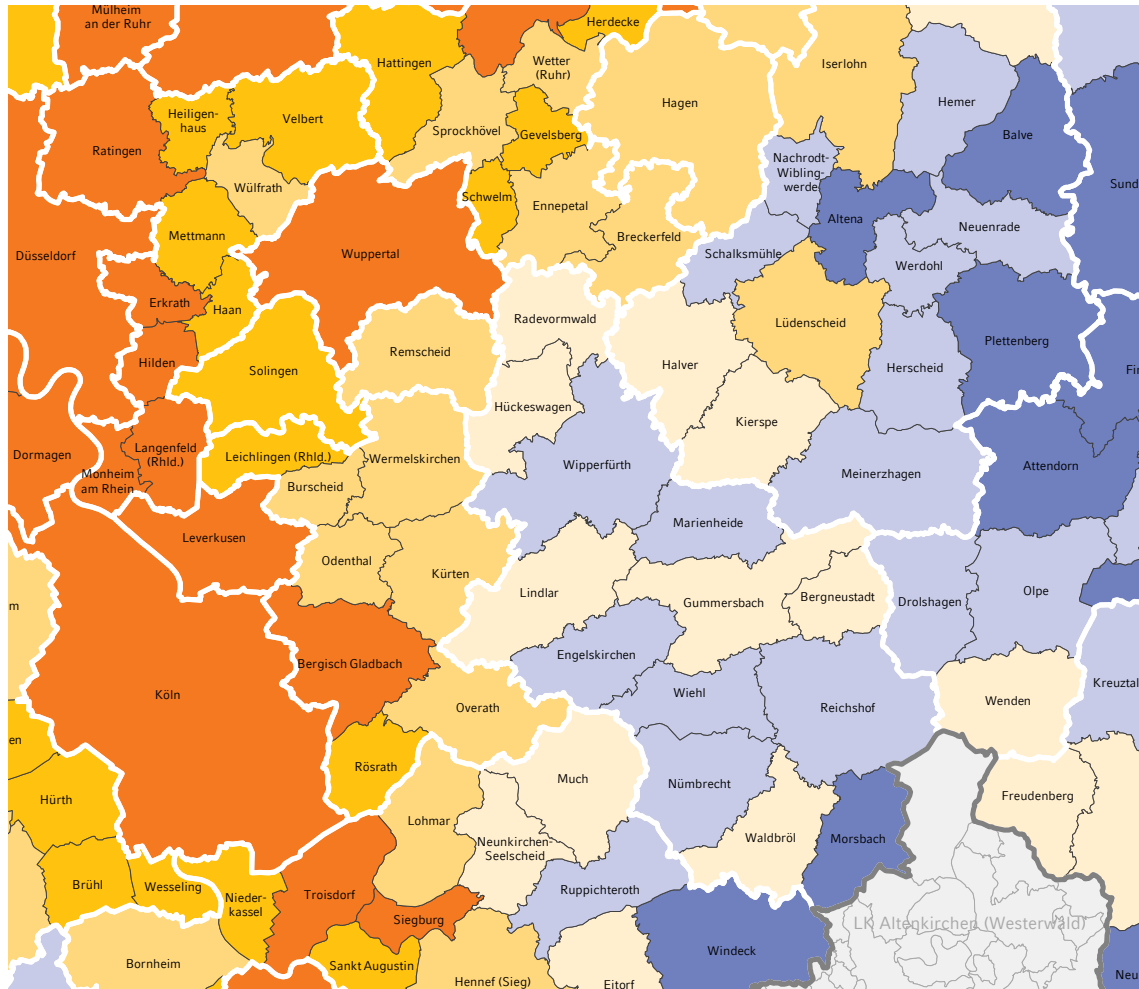 Mülheim
an der Ruhr
Herdecke
Hattingen
Wetter
(Ruhr)
Iserlohn
Hagen
Hemer
Heiligen-
haus
Velbert
Sprockhövel
Gevelsberg
Balve
Ratingen
Nachrodt-
Wibling-
werde
Wülfrath
Schwelm
Ennepetal
Altena
Sund
Mettmann
Breckerfeld
Neuenrade
Düsseldorf
Wuppertal
Schalksmühle
Werdohl
Erkrath
Haan
Radevormwald
Lüdenscheid
Plettenberg
Hilden
Remscheid
Halver
Herscheid
Fin
Solingen
Hückeswagen
Kierspe
Dormagen
Langenfeld
(Rhld.)
Leichlingen (Rhld.)
Wermelskirchen
Wipperfürth
Attendorn
Monheim
am Rhein
Burscheid
Meinerzhagen
Marienheide
Leverkusen
Odenthal
Kürten
Lindlar
Gummersbach
Bergneustadt
Drolshagen
Olpe
m
Engelskirchen
Bergisch Gladbach
Köln
Wiehl
Kreuztal
Overath
Reichshof
Wenden
en
Rösrath
Much
Nümbrecht
Hürth
Freudenberg
Lohmar
Neunkirchen-
Seelscheid
Waldbröl
Morsbach
Brühl
Wesseling
Nieder-
kassel
Troisdorf
Ruppichteroth
Siegburg
LK Altenkirchen (Westerwald)
Windeck
Bornheim
Sankt Augustin
Hennef (Sieg)
Eitorf
Neu